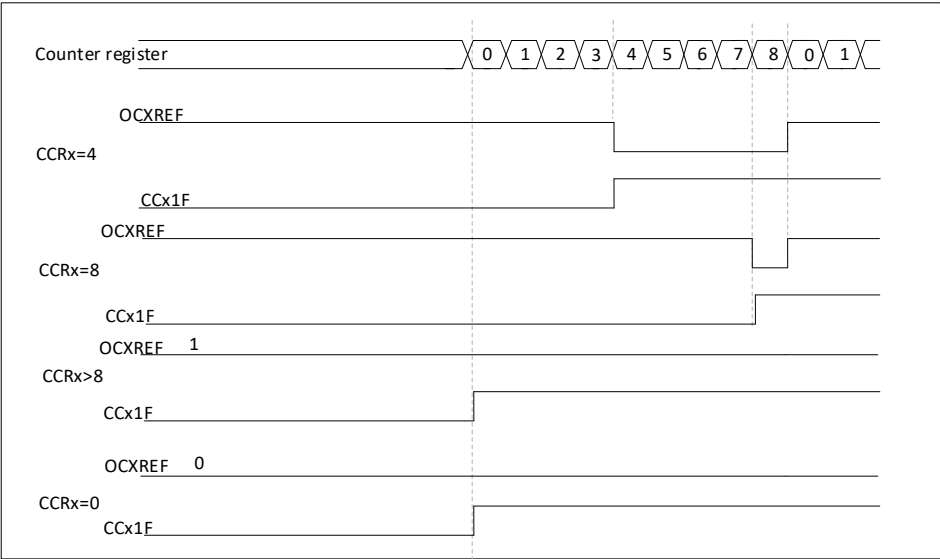 Counter register 0 1 2 3 4 5 6 7 8 0 1
OCXREF
CCRx=4
CCx1F
OCXREF
CCRx=8
CCx1F
OCXREF 1
CCRx>8
CCx1F
OCXREF 0
CCRx=0
CCx1F